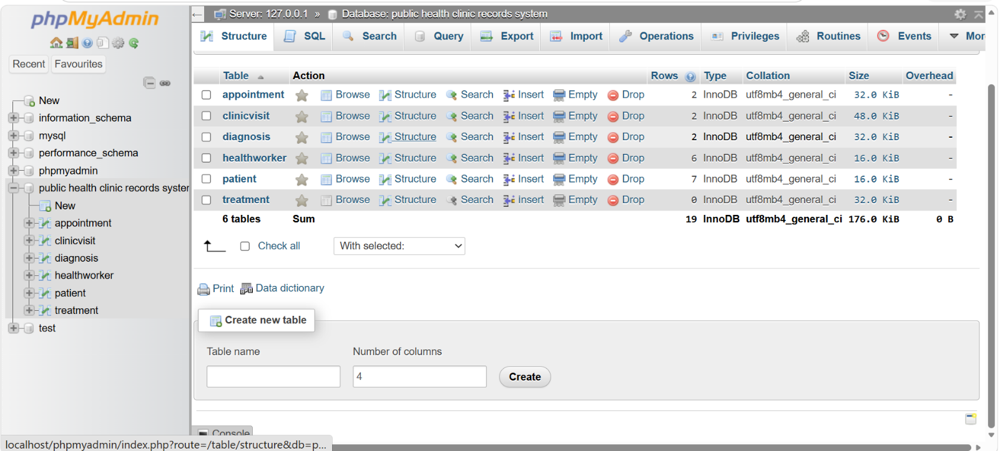 phpMyAdmin
Recent Favourites
New
information_schema
mysql
performance_schema
phpmyadmin
public health clinic records system
New
appointment
clinicvisit
diagnosis
healthworker
patient
treatment
test
Server: 127.0.0.1 » Database: public health clinic records system
Structure SQL Search Query Export Import Operations Privileges Routines Events Mor
Table Action Rows Type Collation Size Overhead
appointment Browse Structure Search Insert Empty Drop 2 InnoDB utf8mb4_general_ci 32.0 KiB -
clinicvisit Browse Structure Search Insert Empty Drop 2 InnoDB utf8mb4_general_ci 48.0 KiB -
diagnosis Browse Structure Search Insert Empty Drop 2 InnoDB utf8mb4_general_ci 32.0 KiB -
healthworker Browse Structure Search Insert Empty Drop 6 InnoDB utf8mb4_general_ci 16.0 KiB -
patient Browse Structure Search Insert Empty Drop 7 InnoDB utf8mb4_general_ci 16.0 KiB -
treatment Browse Structure Search Insert Empty Drop 0 InnoDB utf8mb4_general_ci 32.0 KiB -
6 tables Sum 19 InnoDB utf8mb4_general_ci 176.0 KiB 0 B
Check all With selected:
Print Data dictionary
Create new table
Table name Number of columns
4 Create
Console
localhost/phpmyadmin/index.php?route=/table/structure&db=p...